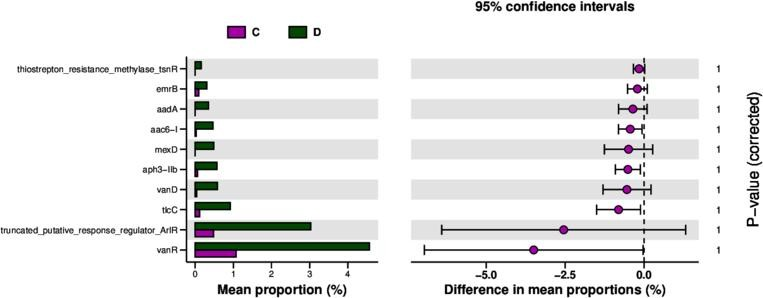 95% confidence intervals
C D
thiostrepton_resistance_methylase_tsnR 1
emrB 1
aadA 1
aac6-I 1
mexD 1
aph3-IIb 1
vanD 1
tlcC 1
truncated_putative_response_regulator_ArlR 1
vanR 1
0 1 2 3 4 -5.0 -2.5 0.0
Mean proportion (%) Difference in mean proportions (%)
P-value (corrected)